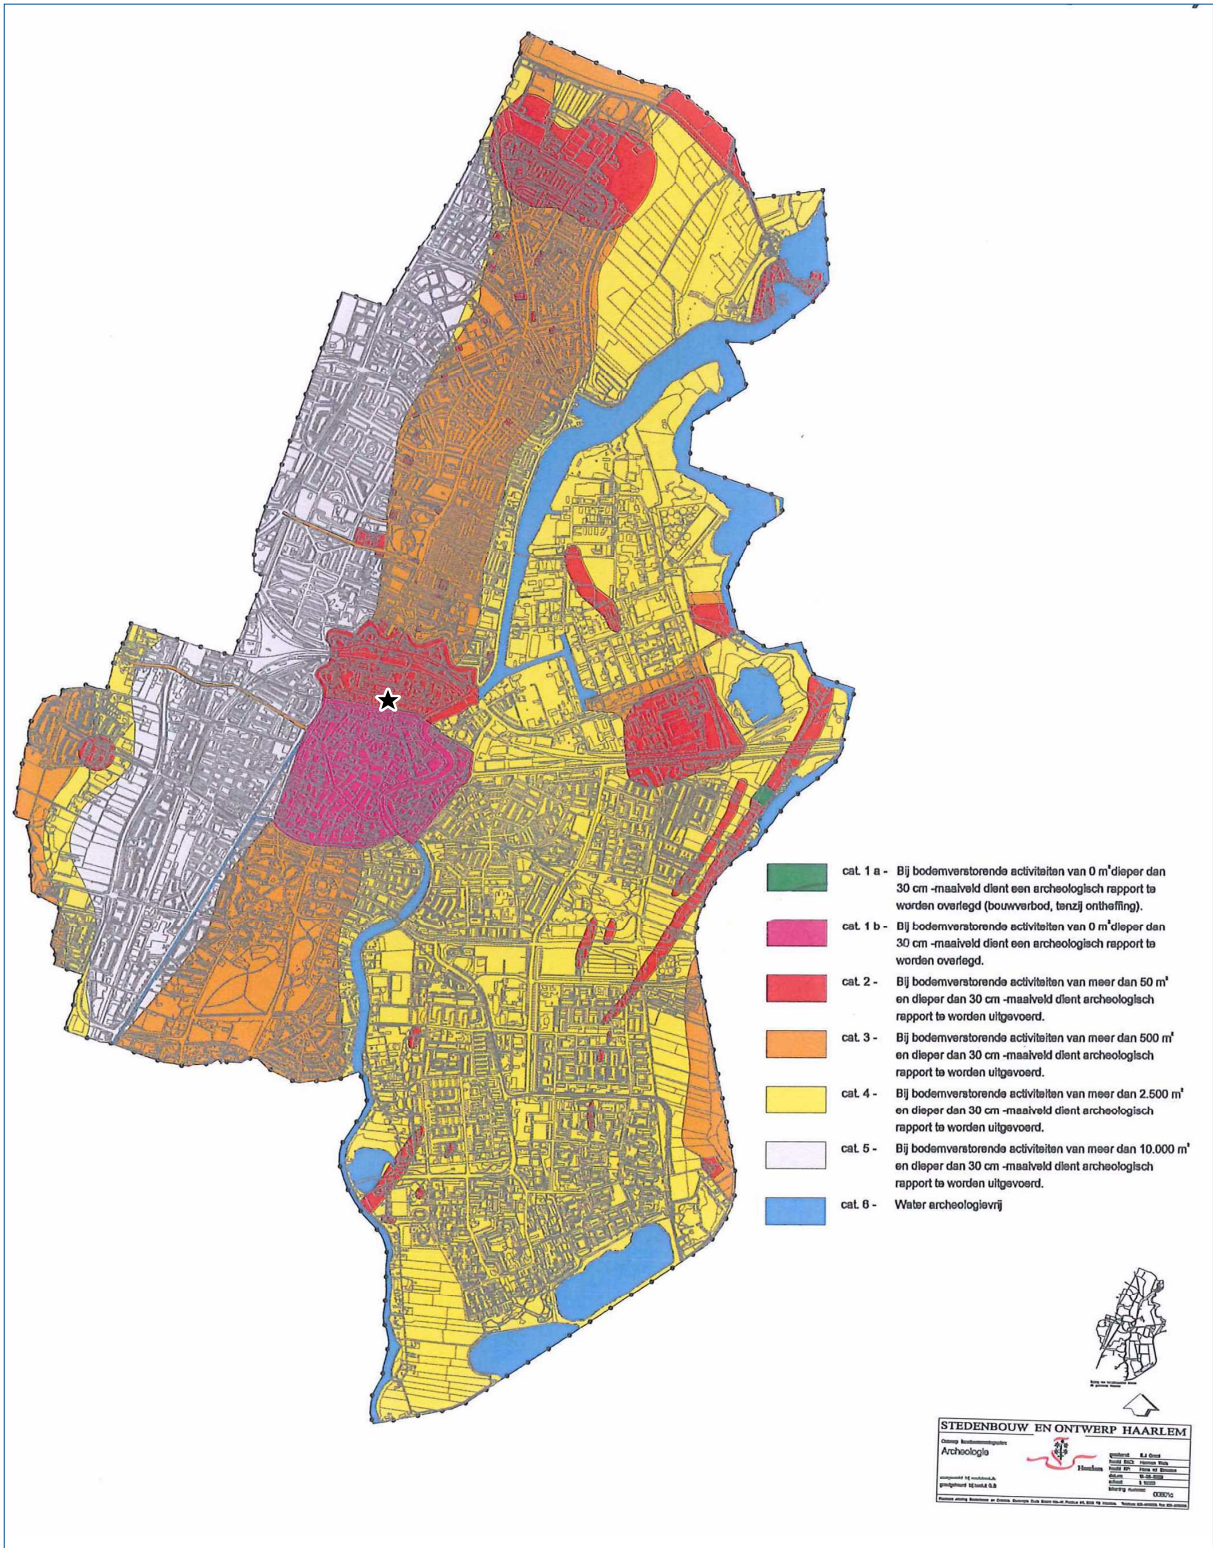 cat. 1 a - Bij bodemverstorende activiteiten van 0 m² dieper dan
30 cm -maaiveld dient een archeologisch rapport te
worden overlegd (bouwverbod, tenzij ontheffing).
cat. 1 b - Bij bodemverstorende activiteiten van 0 m² dieper dan
30 cm -maaiveld dient een archeologisch rapport te
worden overlegd.
cat. 2 - Bij bodemverstorende activiteiten van meer dan 50 m²
en dieper dan 30 cm -maaiveld dient archeologisch
rapport te worden uitgevoerd.
cat. 3 - Bij bodemverstorende activiteiten van meer dan 500 m²
en dieper dan 30 cm -maaiveld dient archeologisch
rapport te worden uitgevoerd.
cat. 4 - Bij bodemverstorende activiteiten van meer dan 2.500 m²
en dieper dan 30 cm -maaiveld dient archeologisch
rapport te worden uitgevoerd.
cat. 5 - Bij bodemverstorende activiteiten van meer dan 10.000 m²
en dieper dan 30 cm -maaiveld dient archeologisch
rapport te worden uitgevoerd.
cat. 6 - Water archeologievrij
STEDENBOUW EN ONTWERP HAARLEM
Archeologie
Haarlem